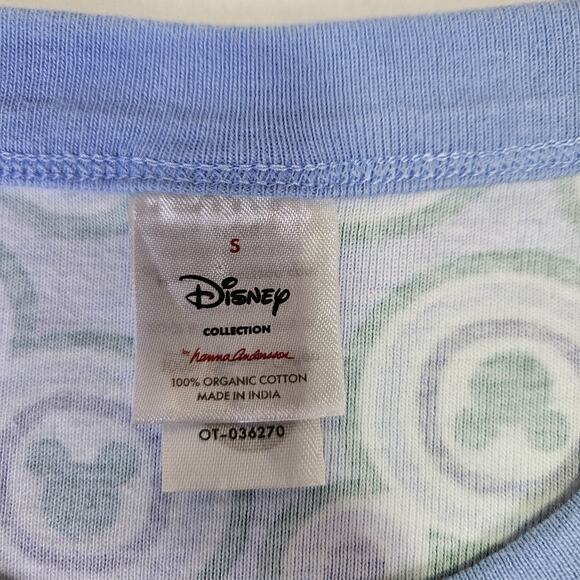 S
Disney
COLLECTION
by hanna Andersson
100% ORGANIC COTTON
MADE IN INDIA
OT-036270